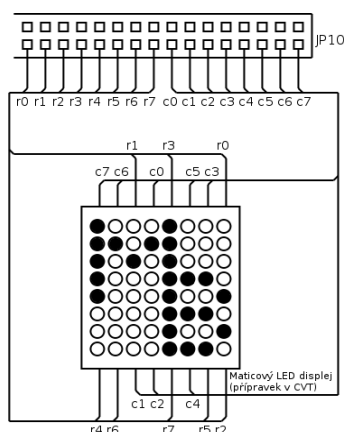 JP10
r0 r1 r2 r3 r4 r5 r6 r7 c0 c1 c2 c3 c4 c5 c6 c7
r1 r3 r0
c7 c6 c0 c5 c3
Maticový LED displej
(přípravek v CVT)
c1 c2 c4
r4 r6 r7 r5 r2